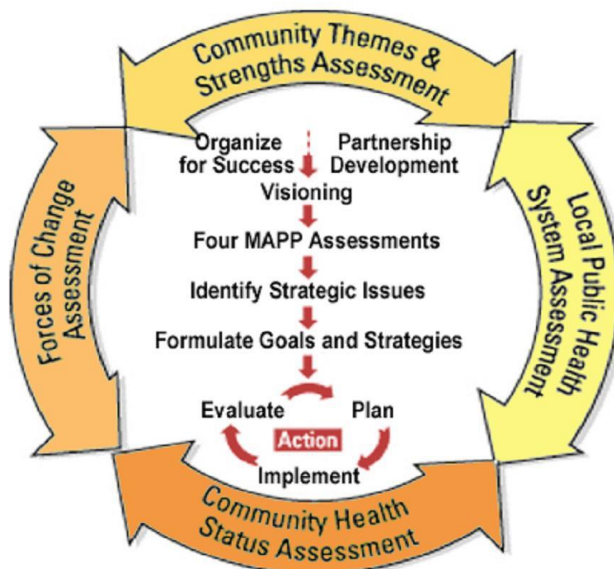 Community Themes &
Strengths Assessment
Organize
for Success
Partnership
Development
Visioning
Four MAPP Assessments
Identify Strategic Issues
Formulate Goals and Strategies
Evaluate
Plan
Action
Implement
Forces of Change
Assessment
Local Public Health
System Assessment
Community Health
Status Assessment